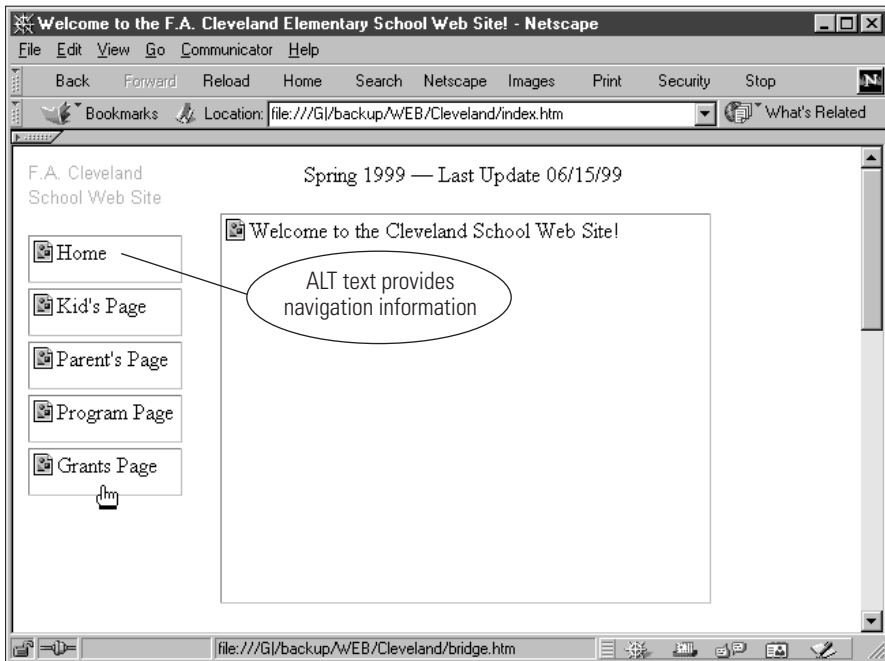 Welcome to the F.A. Cleveland Elementary School Web Site! - Netscape
File Edit View Go Communicator Help
Back Forward Reload Home Search Netscape Images Print Security Stop N
Bookmarks Location: file:///G|/backup/WEB/Cleveland/index.htm What's Related
F.A. Cleveland
School Web Site
Spring 1999 — Last Update 06/15/99
Welcome to the Cleveland School Web Site!
Home
ALT text provides
navigation information
Kid's Page
Parent's Page
Program Page
Grants Page
file:///G|/backup/WEB/Cleveland/bridge.htm